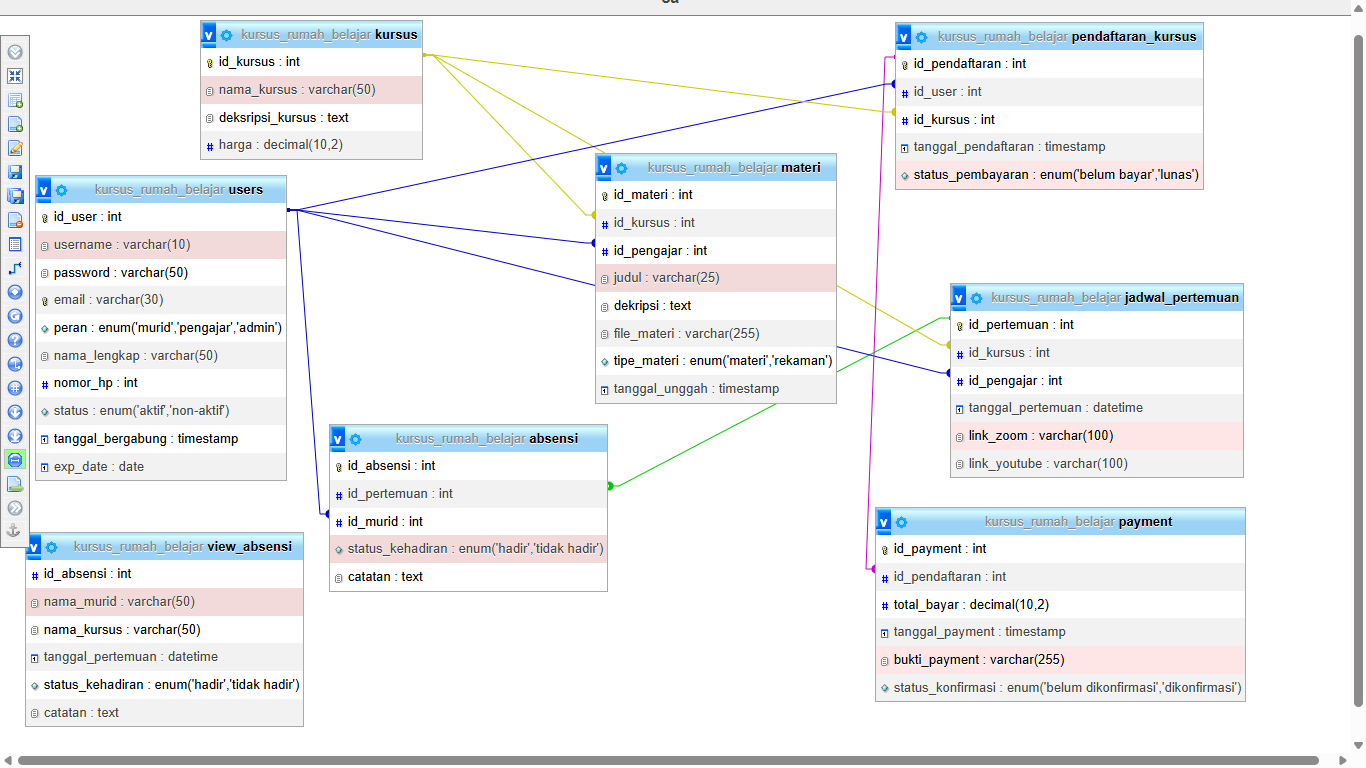 kursus_rumah_belajar kursus
id_kursus : int
nama_kursus : varchar(50)
deksripsi_kursus : text
harga : decimal(10,2)
kursus_rumah_belajar pendaftaran_kursus
id_pendaftaran : int
id_user : int
id_kursus : int
tanggal_pendaftaran : timestamp
status_pembayaran : enum('belum bayar','lunas')
kursus_rumah_belajar materi
id_materi : int
id_kursus : int
id_pengajar : int
judul : varchar(25)
dekripsi : text
file_materi : varchar(255)
tipe_materi : enum('materi','rekaman')
tanggal_unggah : timestamp
kursus_rumah_belajar users
id_user : int
username : varchar(10)
password : varchar(50)
email : varchar(30)
peran : enum('murid','pengajar','admin')
nama_lengkap : varchar(50)
nomor_hp : int
status : enum('aktif','non-aktif')
tanggal_bergabung : timestamp
exp_date : date
kursus_rumah_belajar jadwal_pertemuan
id_pertemuan : int
id_kursus : int
id_pengajar : int
tanggal_pertemuan : datetime
link_zoom : varchar(100)
link_youtube : varchar(100)
kursus_rumah_belajar absensi
id_absensi : int
id_pertemuan : int
id_murid : int
status_kehadiran : enum('hadir','tidak hadir')
catatan : text
kursus_rumah_belajar payment
id_payment : int
id_pendaftaran : int
total_bayar : decimal(10,2)
tanggal_payment : timestamp
bukti_payment : varchar(255)
status_konfirmasi : enum('belum dikonfirmasi','dikonfirmasi')
kursus_rumah_belajar view_absensi
id_absensi : int
nama_murid : varchar(50)
nama_kursus : varchar(50)
tanggal_pertemuan : datetime
status_kehadiran : enum('hadir','tidak hadir')
catatan : text